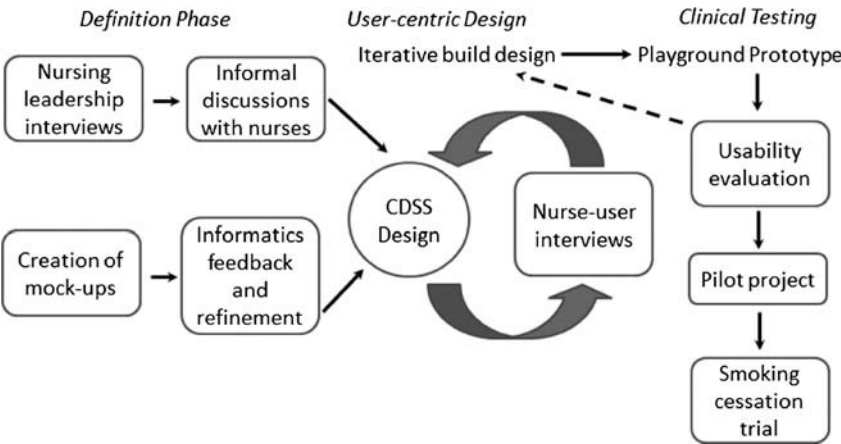 Definition Phase
User-centric Design
Clinical Testing
Nursing
leadership
interviews
Informal
discussions
with nurses
Creation of
mock-ups
Informatics
feedback
and
refinement
Iterative build design
CDSS
Design
Nurse-user
interviews
Playground Prototype
Usability
evaluation
Pilot project
Smoking
cessation
trial